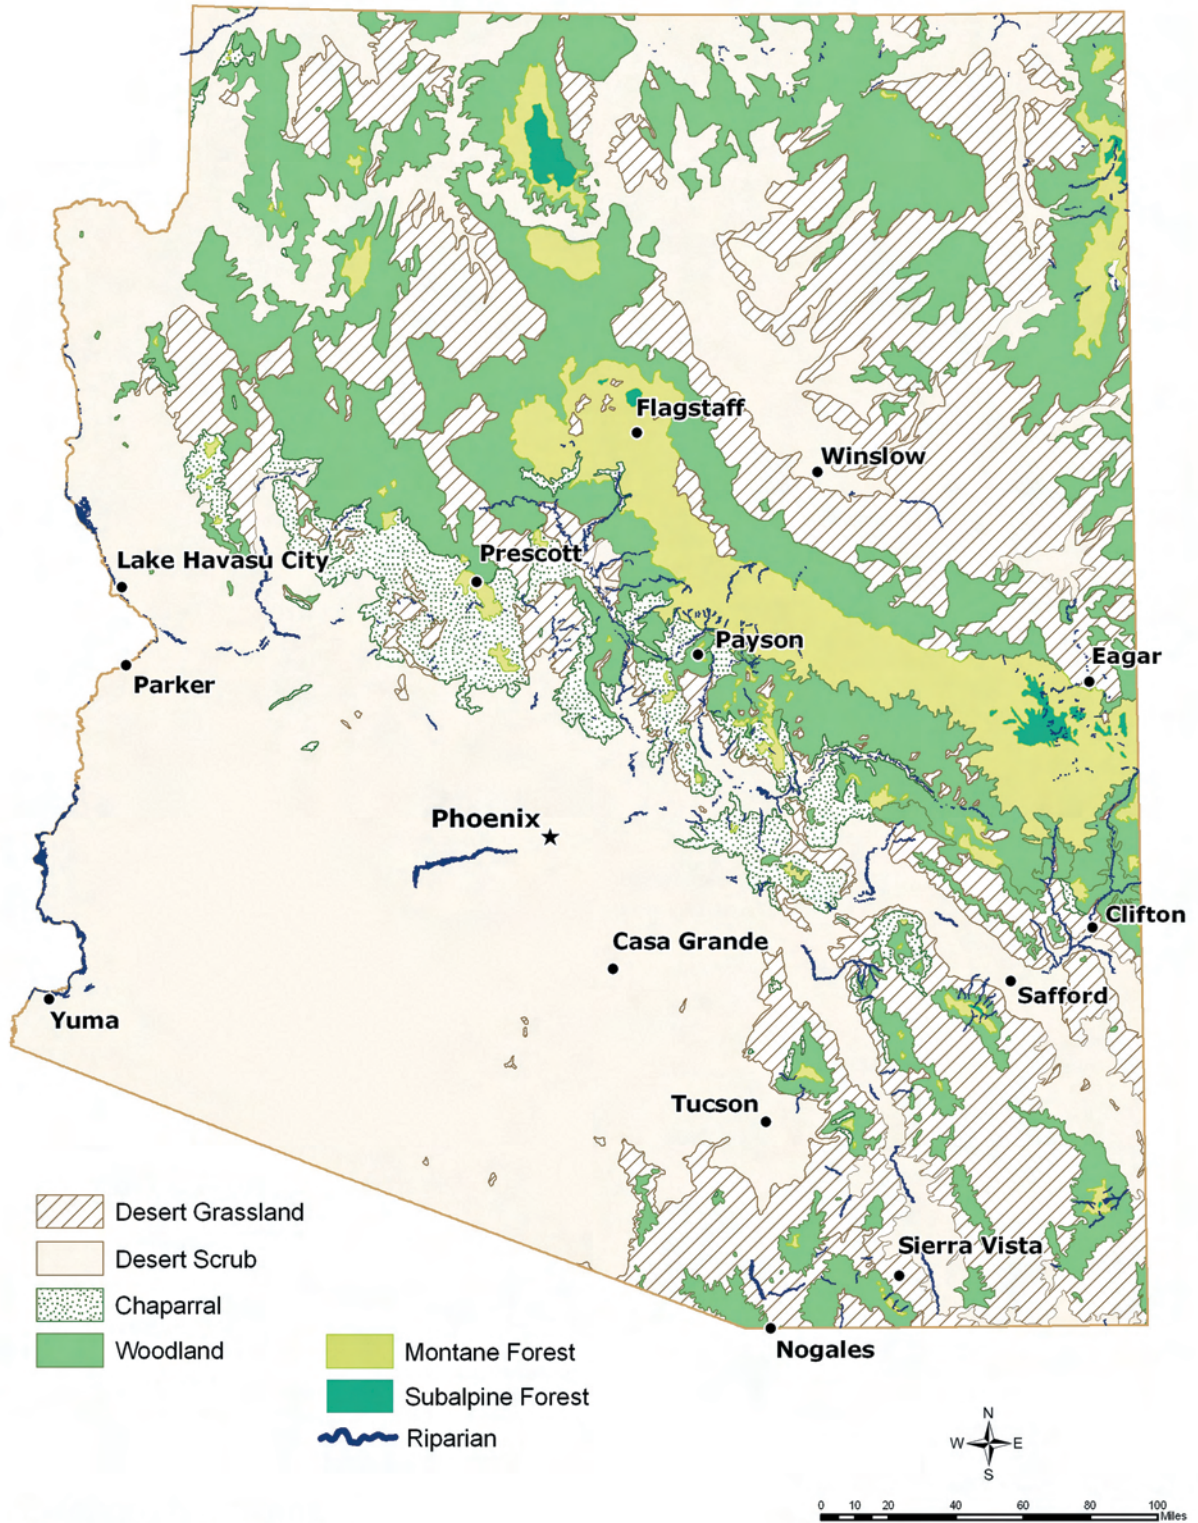 Flagstaff
Winslow
Prescott
Lake Havasu City
Payson
Eagar
Parker
Phoenix
Clifton
Casa Grande
Safford
Yuma
Tucson
Sierra Vista
Nogales
Desert Grassland
Desert Scrub
Chaparral
Woodland
Montane Forest
Subalpine Forest
Riparian
N
W E
S
0 10 20 40 60 80 100
Miles